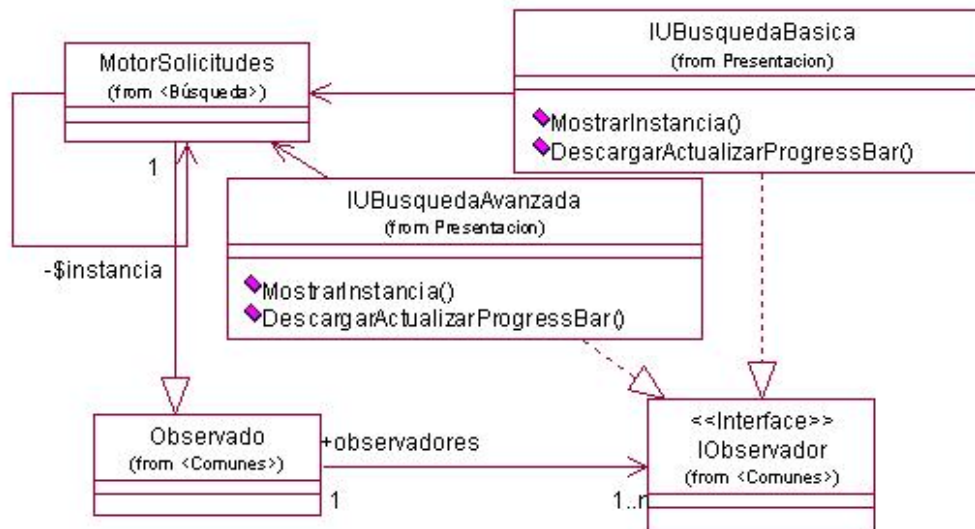 MotorSolicitudes
(from <Búsqueda>)
IUBusquedaBasica
(from Presentacion)
MostrarInstancia()
DescargarActualizarProgressBar()
1
-$instancia
IUBusquedaAvanzada
(from Presentacion)
MostrarInstancia()
DescargarActualizarProgressBar()
Observado
(from <Comunes>)
+observadores
1
1..n
<<Interface>>
IObservador
(from <Comunes>)